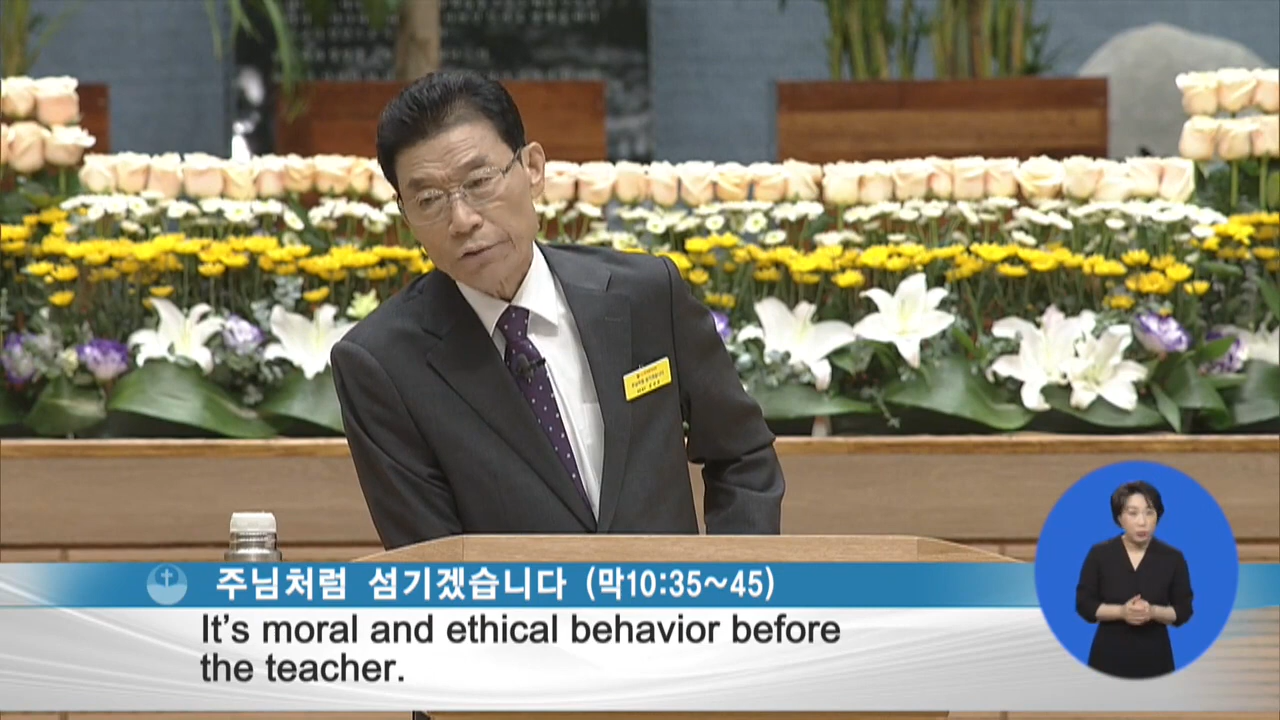 주님처럼 섬기겠습니다 (막10:35~45)
It's moral and ethical behavior before
the teacher.